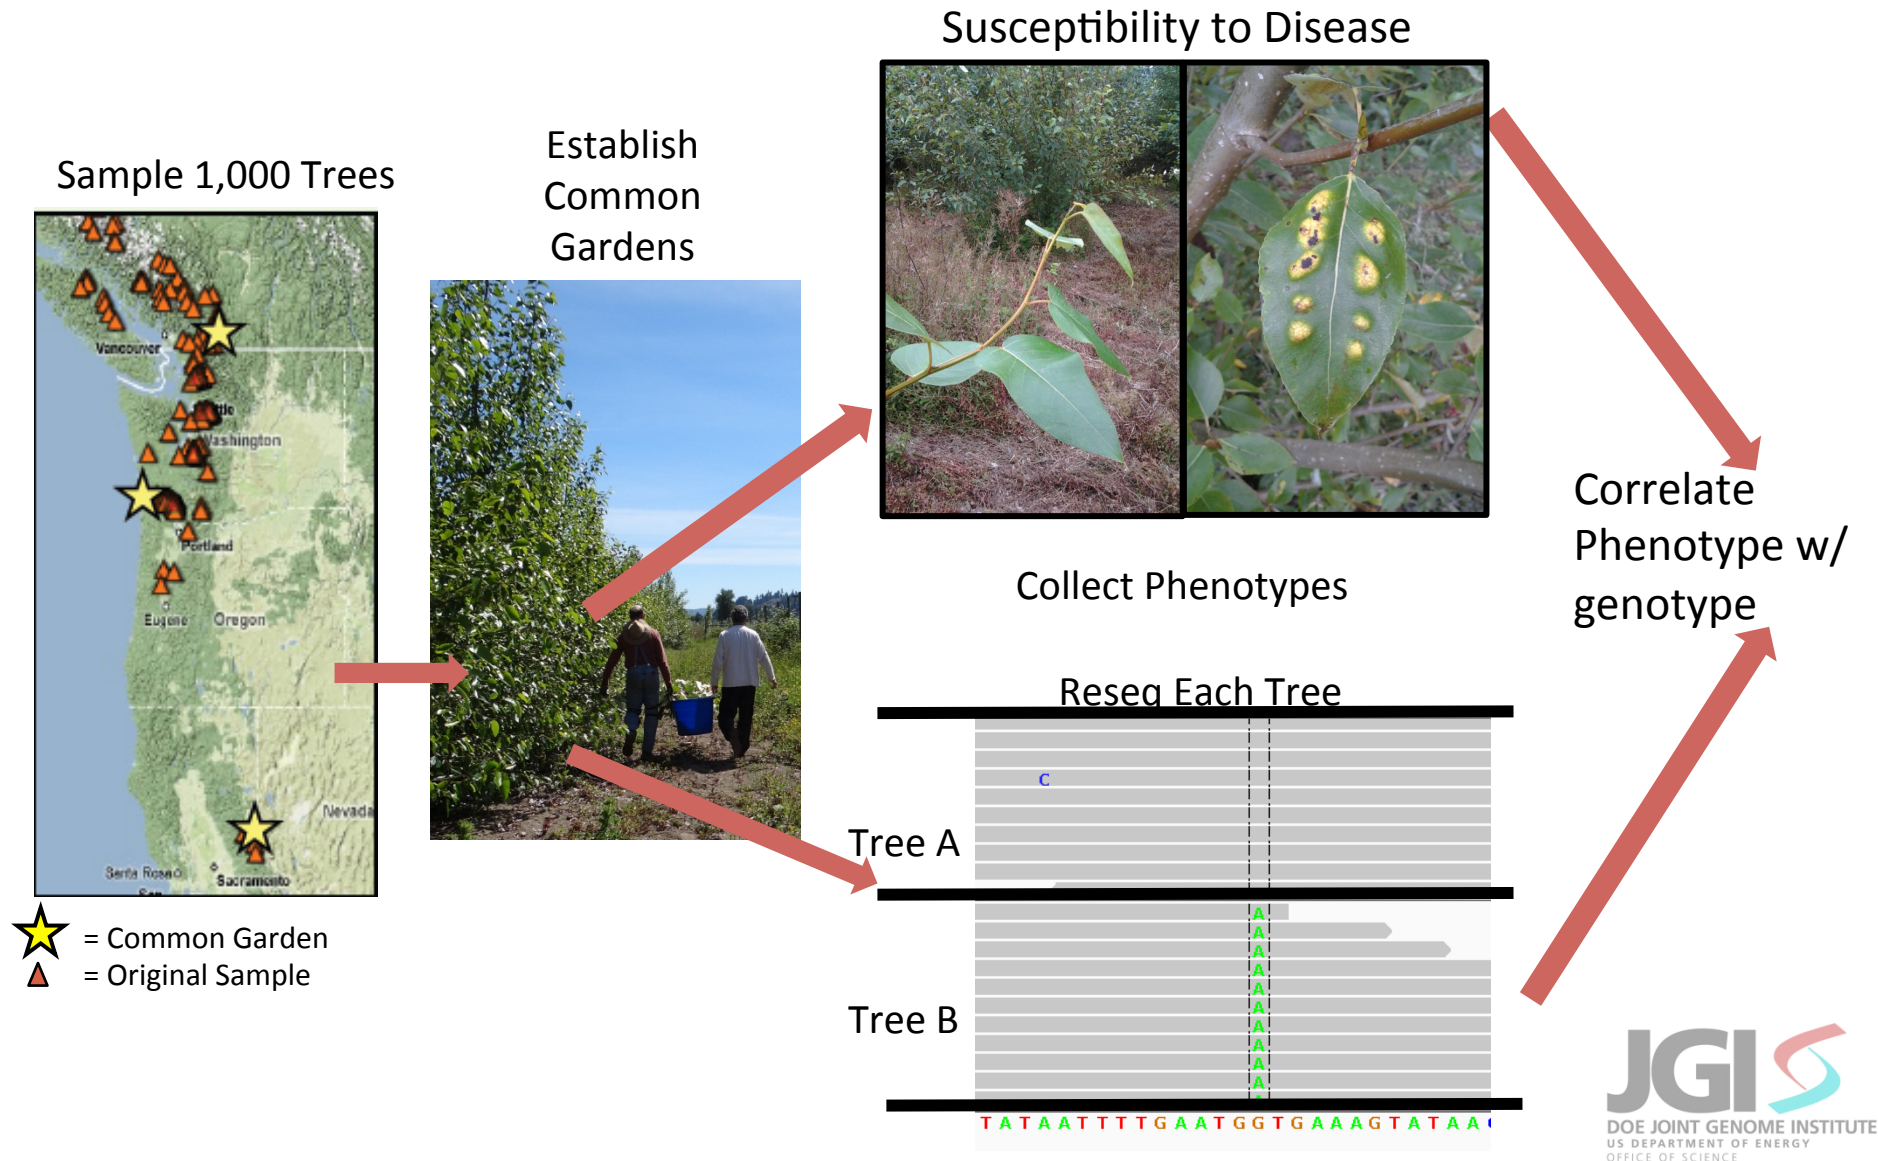 Susceptibility to Disease
Sample 1,000 Trees
Establish
Common
Gardens
Vancouver
Washington
Portland
Eugene
Oregon
Nevada
Santa Rosa
Sacramento
= Common Garden
= Original Sample
Collect Phenotypes
Correlate
Phenotype w/
genotype
Reseq Each Tree
C
Tree A
A
A
A
A
A
A
A
A
A
A
Tree B
T A T A A T T T T G A A T G G T G A A A G T A T A A
JGI
DOE JOINT GENOME INSTITUTE
US DEPARTMENT OF ENERGY
OFFICE OF SCIENCE